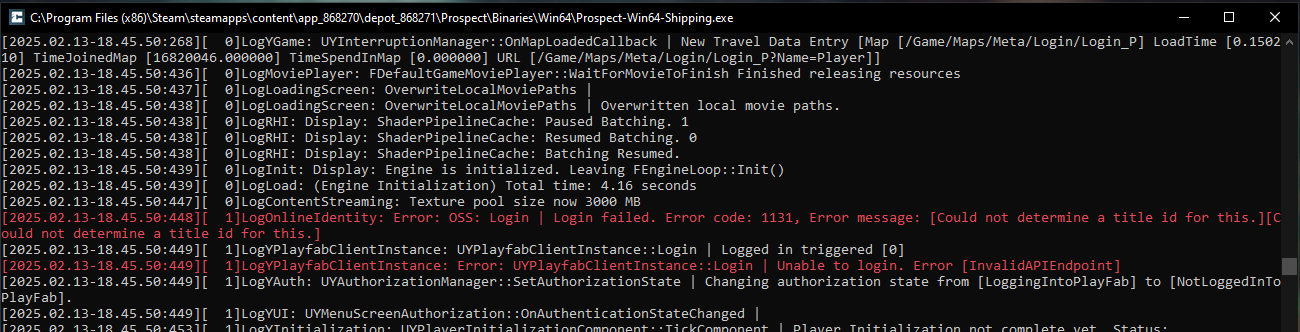 C:\Program Files (x86)\Steam\steamapps\content\app_868270\depot_868271\Prospect\Binaries\Win64\Prospect-Win64-Shipping.exe
[2025.02.13-18.45.50:268][  0]LogYGame: UYInterruptionManager::OnMapLoadedCallback | New Travel Data Entry [Map [/Game/Maps/Meta/Login/Login_P] LoadTime [0.1502
10] TimeJoinedMap [16820046.000000] TimeSpendInMap [0.000000] URL [/Game/Maps/Meta/Login/Login_P?Name=Player]]
[2025.02.13-18.45.50:436][  0]LogMoviePlayer: FDefaultGameMoviePlayer::WaitForMovieToFinish Finished releasing resources
[2025.02.13-18.45.50:437][  0]LogLoadingScreen: OverwriteLocalMoviePaths |
[2025.02.13-18.45.50:438][  0]LogLoadingScreen: OverwriteLocalMoviePaths | Overwritten local movie paths.
[2025.02.13-18.45.50:438][  0]LogRHI: Display: ShaderPipelineCache: Paused Batching. 1
[2025.02.13-18.45.50:438][  0]LogRHI: Display: ShaderPipelineCache: Resumed Batching. 0
[2025.02.13-18.45.50:438][  0]LogRHI: Display: ShaderPipelineCache: Batching Resumed.
[2025.02.13-18.45.50:439][  0]LogInit: Display: Engine is initialized. Leaving FEngineLoop::Init()
[2025.02.13-18.45.50:439][  0]LogLoad: (Engine Initialization) Total time: 4.16 seconds
[2025.02.13-18.45.50:447][  0]LogContentStreaming: Texture pool size now 3000 MB
[2025.02.13-18.45.50:448][  1]LogOnlineIdentity: Error: OSS: Login | Login failed. Error code: 1131, Error message: [Could not determine a title id for this.][C
ould not determine a title id for this.]
[2025.02.13-18.45.50:449][  1]LogYPlayfabClientInstance: UYPlayfabClientInstance::Login | Logged in triggered [0]
[2025.02.13-18.45.50:449][  1]LogYPlayfabClientInstance: Error: UYPlayfabClientInstance::Login | Unable to login. Error [InvalidAPIEndpoint]
[2025.02.13-18.45.50:449][  1]LogYAuth: UYAuthorizationManager::SetAuthorizationState | Changing authorization state from [LoggingIntoPlayFab] to [NotLoggedInTo
PlayFab].
[2025.02.13-18.45.50:449][  1]LogYUI: UYMenuScreenAuthorization::OnAuthenticationStateChanged |
[2025.02.13-18.45.50:453][  1]LogYInitialization: UYPlayerInitializationComponent::TickComponent | Player Initialization not complete yet. Status: